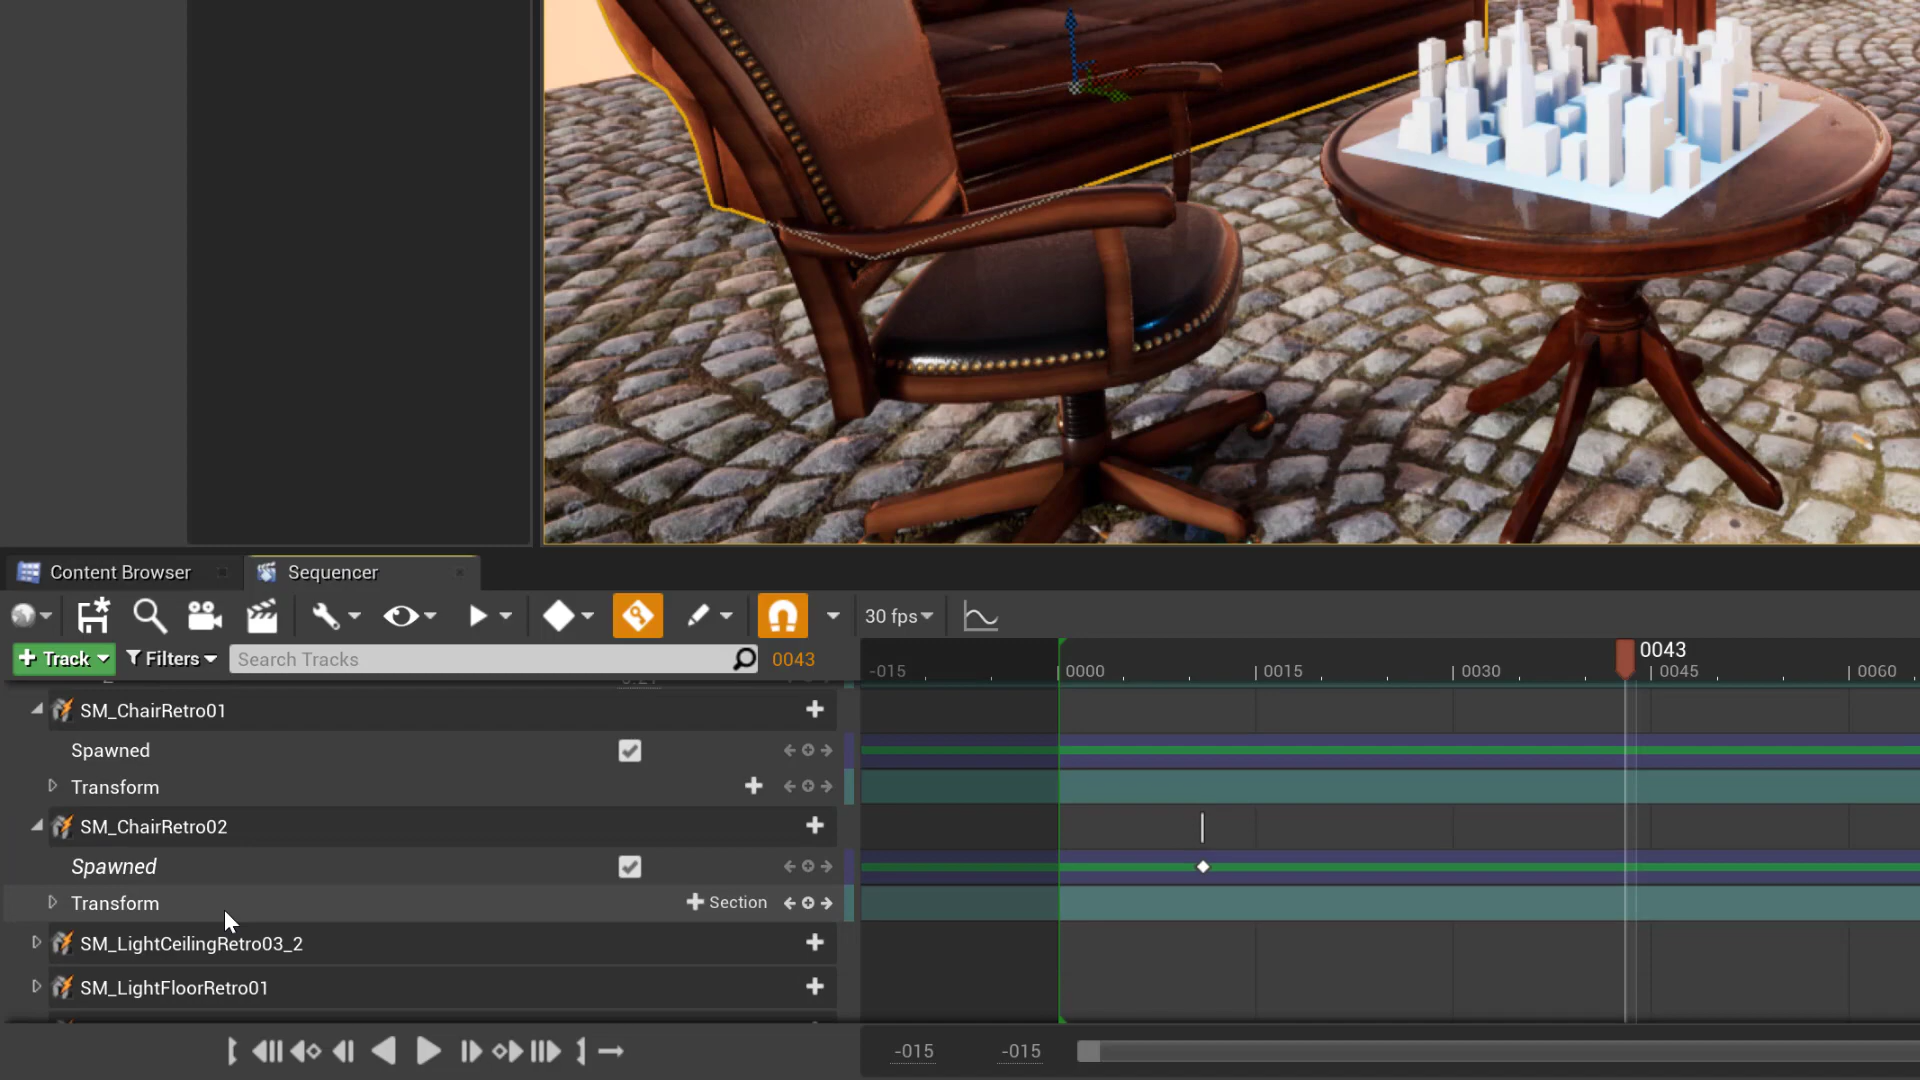 Content Browser
Sequencer
30 fps
Track
Filters
Search Tracks
0043
0043
-015
0000
0015
0030
0045
0060
SM_ChairRetro01
Spawned
Transform
SM_ChairRetro02
Spawned
Transform
Section
SM_LightCeilingRetro03_2
SM_LightFloorRetro01
-015
-015